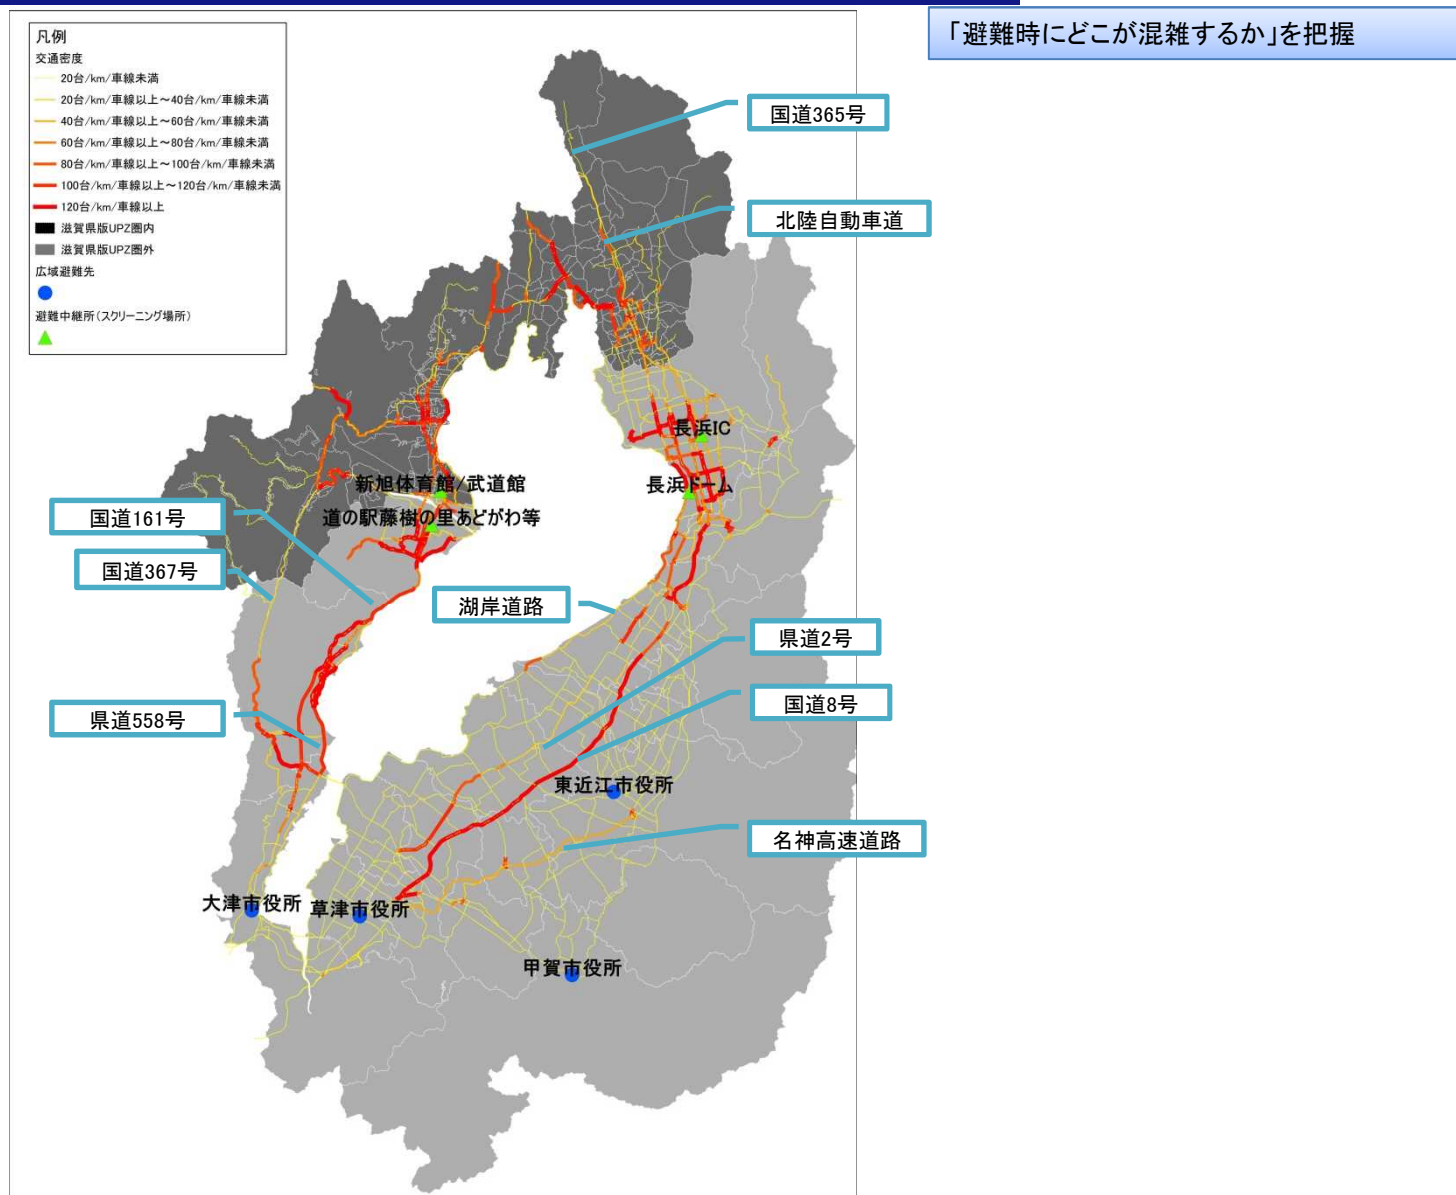 「避難時にどこが混雑するか」を把握
凡例
交通密度
20台/km/車線未満
20台/km/車線以上～40台/km/車線未満
40台/km/車線以上～60台/km/車線未満
60台/km/車線以上～80台/km/車線未満
80台/km/車線以上～100台/km/車線未満
100台/km/車線以上～120台/km/車線未満
120台/km/車線以上
滋賀県版UPZ圏内
滋賀県版UPZ圏外
広域避難先
避難中継所(スクリーニング場所)
国道365号
北陸自動車道
長浜IC
新旭体育館/武道館
長浜ドーム
国道161号
道の駅藤樹の里あどがわ等
国道367号
湖岸道路
県道2号
国道8号
県道558号
東近江市役所
名神高速道路
大津市役所
草津市役所
甲賀市役所